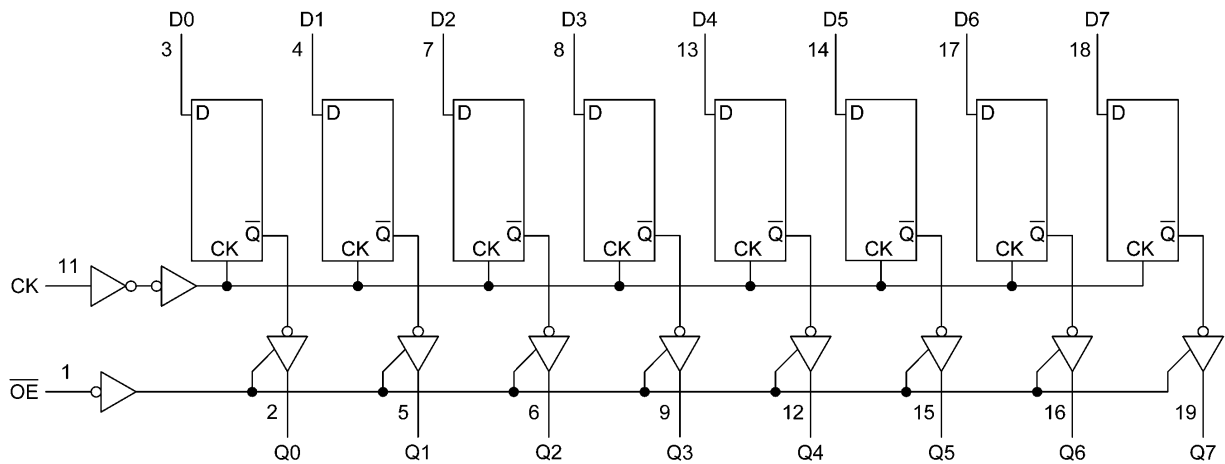 D0 D1 D2 D3 D4 D5 D6 D7
3 4 7 8 13 14 17 18
D D D D D D D D
Q̅ Q̅ Q̅ Q̅ Q̅ Q̅ Q̅ Q̅
CK CK CK CK CK CK CK CK
11
CK
1
O̅E̅
2 5 6 9 12 15 16 19
Q0 Q1 Q2 Q3 Q4 Q5 Q6 Q7